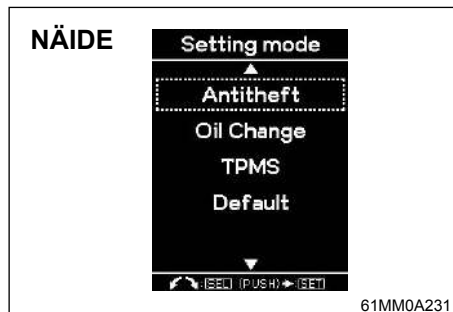 NÄIDE
Setting mode
Antitheft
Oil Change
TPMS
Default
:[SEL] (PUSH) :[SET]
61MM0A231